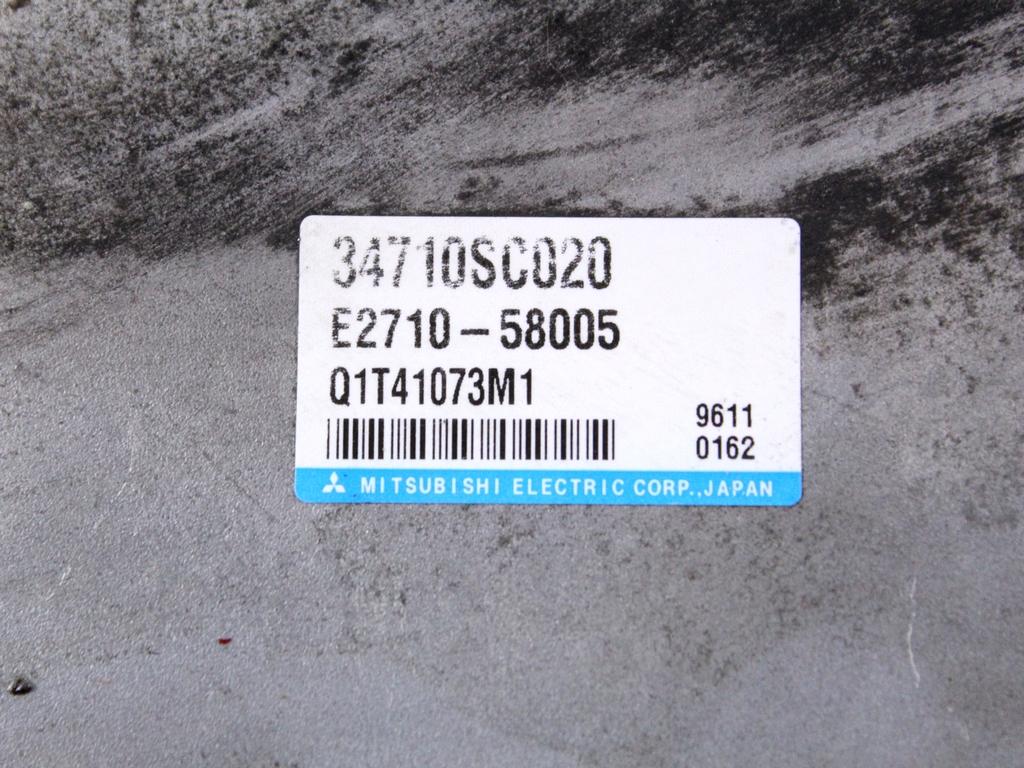 34710SC020
E2710-58005
Q1T41073M1
9611
0162
MITSUBISHI ELECTRIC CORP.,JAPAN